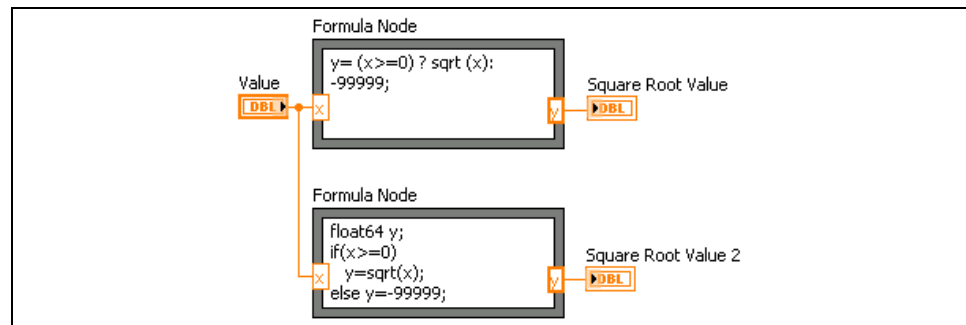 Formula Node
y= (x>=0) ? sqrt (x):
-99999;
Value
DBL
x
y
Square Root Value
DBL
Formula Node
float64 y;
if(x>=0)
y=sqrt(x);
else y=-99999;
x
y
Square Root Value 2
DBL